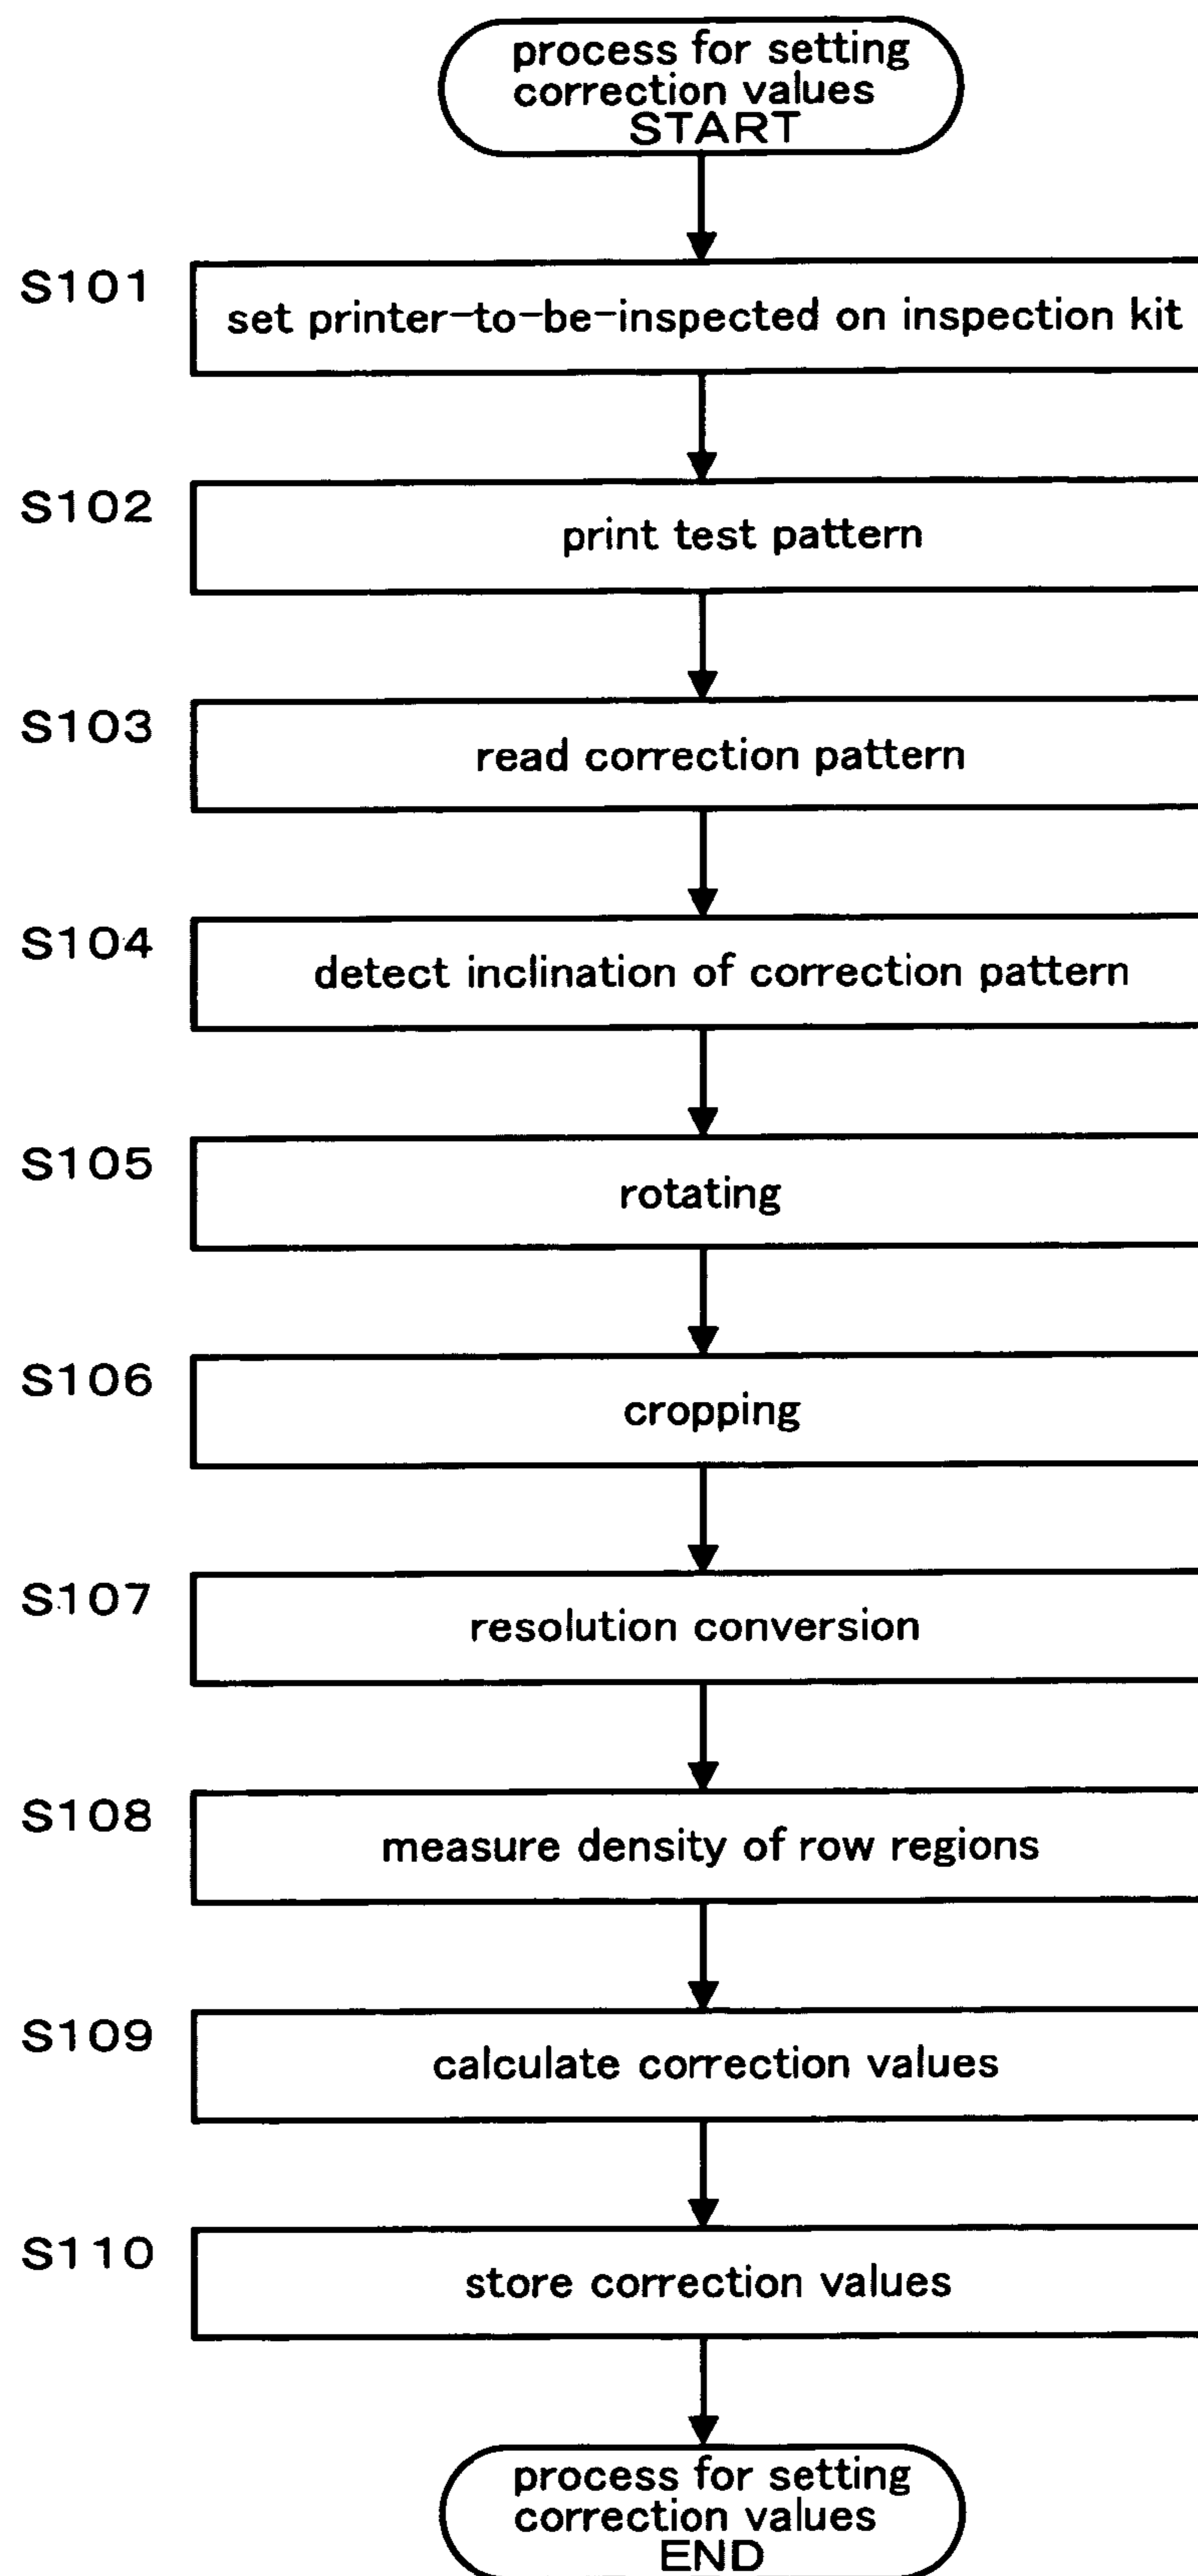 process for setting
correction values
START
S101
set printer-to-be-inspected on inspection kit
S102
print test pattern
S103
read correction pattern
S104
detect inclination of correction pattern
S105
rotating
S106
cropping
S107
resolution conversion
S108
measure density of row regions
S109
calculate correction values
S110
store correction values
process for setting
correction values
END